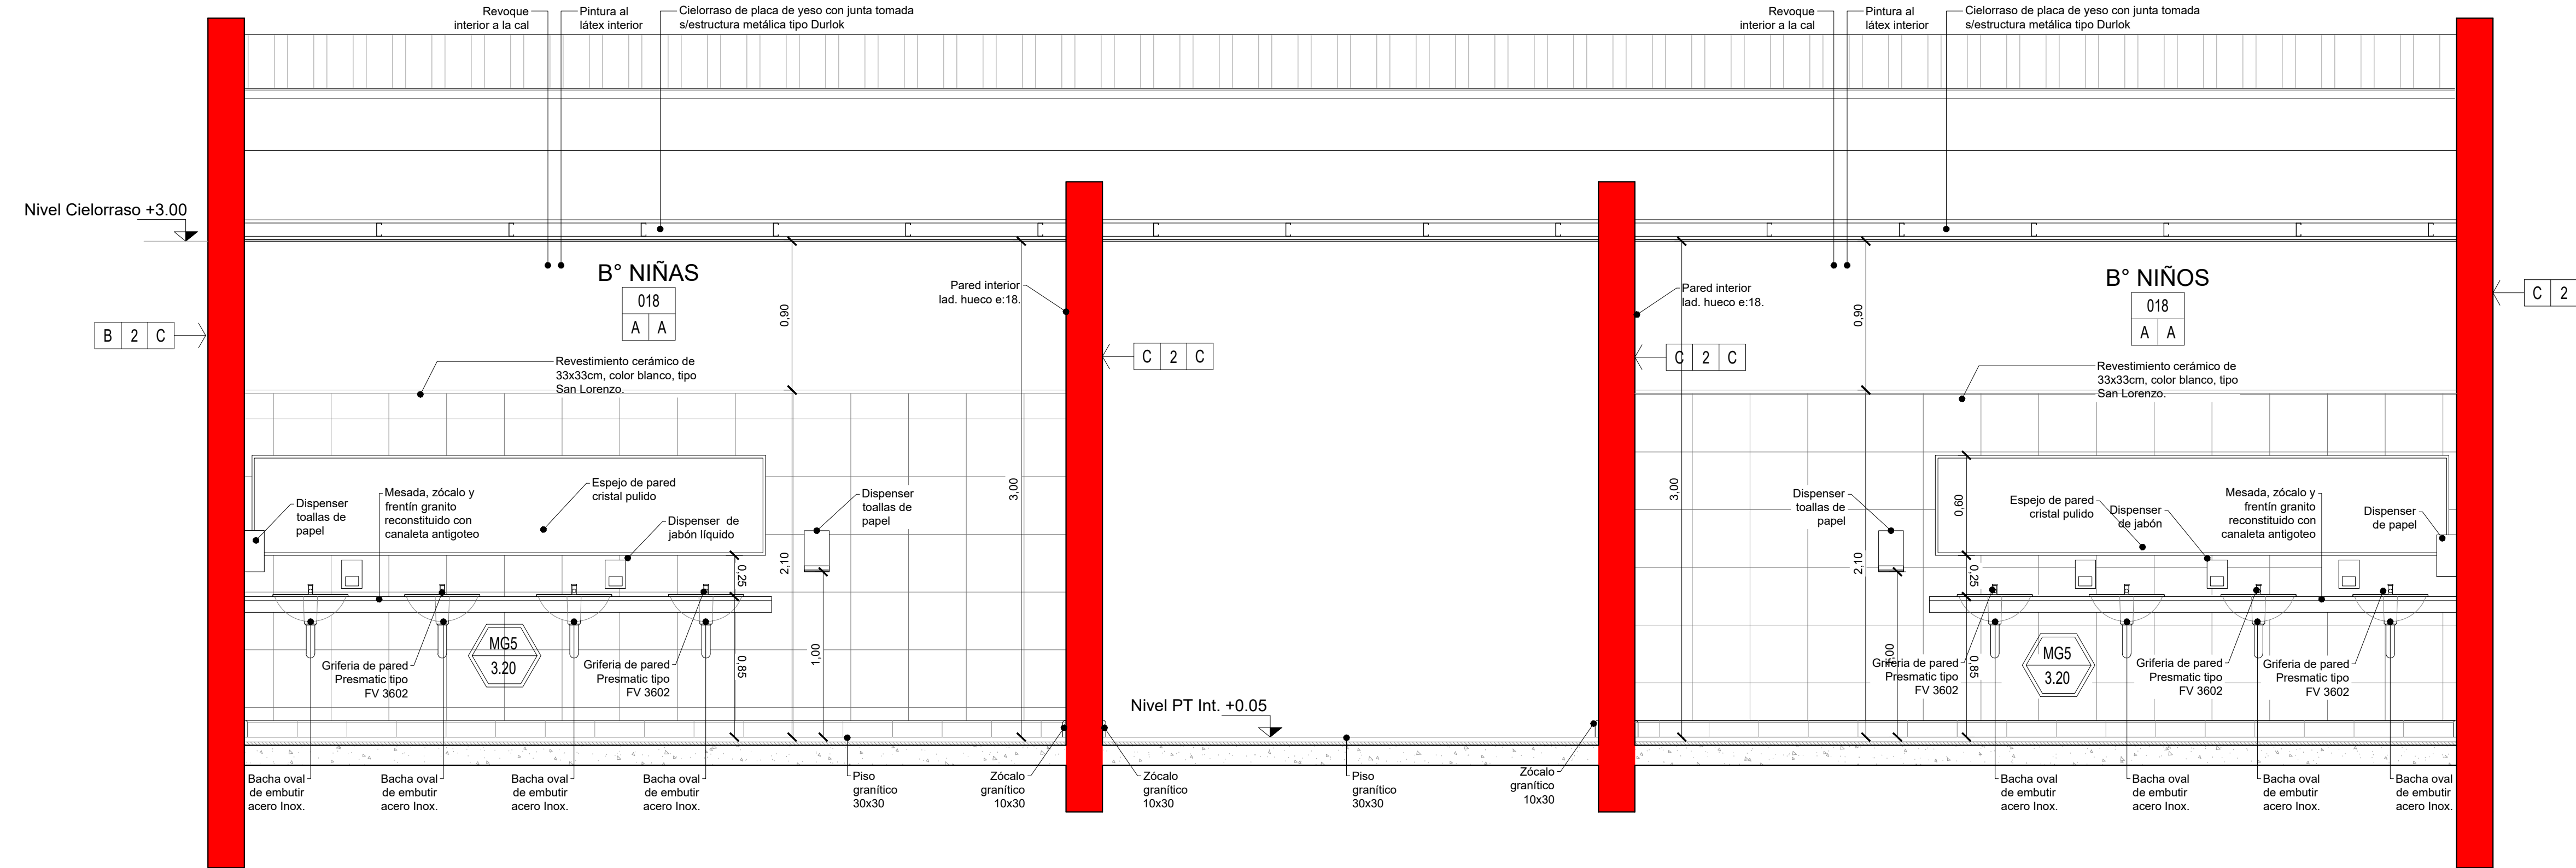 Revoque
interior a la cal
Pintura al
látex interior
Cielorraso de placa de yeso con junta tomada
s/estructura metálica tipo Durlok
Revoque
interior a la cal
Pintura al
látex interior
Cielorraso de placa de yeso con junta tomada
s/estructura metálica tipo Durlok
Nivel Cielorraso +3.00
B° NIÑAS
018
A A
B° NIÑOS
018
A A
Pared interior
lad. hueco e:18.
Pared interior
lad. hueco e:18.
0,90
0,90
B 2 C
C 2 C
C 2 C
C 2
Revestimiento cerámico de
33x33cm, color blanco, tipo
San Lorenzo.
Revestimiento cerámico de
33x33cm, color blanco, tipo
San Lorenzo.
Dispenser
toallas de
papel
Mesada, zócalo y
frentín granito
reconstituido con
canaleta antigoteo
Espejo de pared
cristal pulido
Dispenser de
jabón líquido
Dispenser
toallas de
papel
3,00
3,00
Dispenser
toallas de
papel
0,60
Espejo de pared
cristal pulido
Dispenser
de jabón
Mesada, zócalo y
frentín granito
reconstituido con
canaleta antigoteo
Dispenser
de papel
0,25
2,10
2,10
0,25
MG5
3.20
MG5
3.20
Griferia de pared
Presmatic tipo
FV 3602
Griferia de pared
Presmatic tipo
FV 3602
0,85
1,00
Griferia de pared
Presmatic tipo
FV 3602
0,85
Griferia de pared
Presmatic tipo
FV 3602
Griferia de pared
Presmatic tipo
FV 3602
Nivel PT Int. +0.05
Bacha oval
de embutir
acero Inox.
Bacha oval
de embutir
acero Inox.
Bacha oval
de embutir
acero Inox.
Bacha oval
de embutir
acero Inox.
Piso
granítico
30x30
Zócalo
granítico
10x30
Zócalo
granítico
10x30
Piso
granítico
30x30
Zócalo
granítico
10x30
Bacha oval
de embutir
acero Inox.
Bacha oval
de embutir
acero Inox.
Bacha oval
de embutir
acero Inox.
Bacha oval
de embutir
acero Inox.